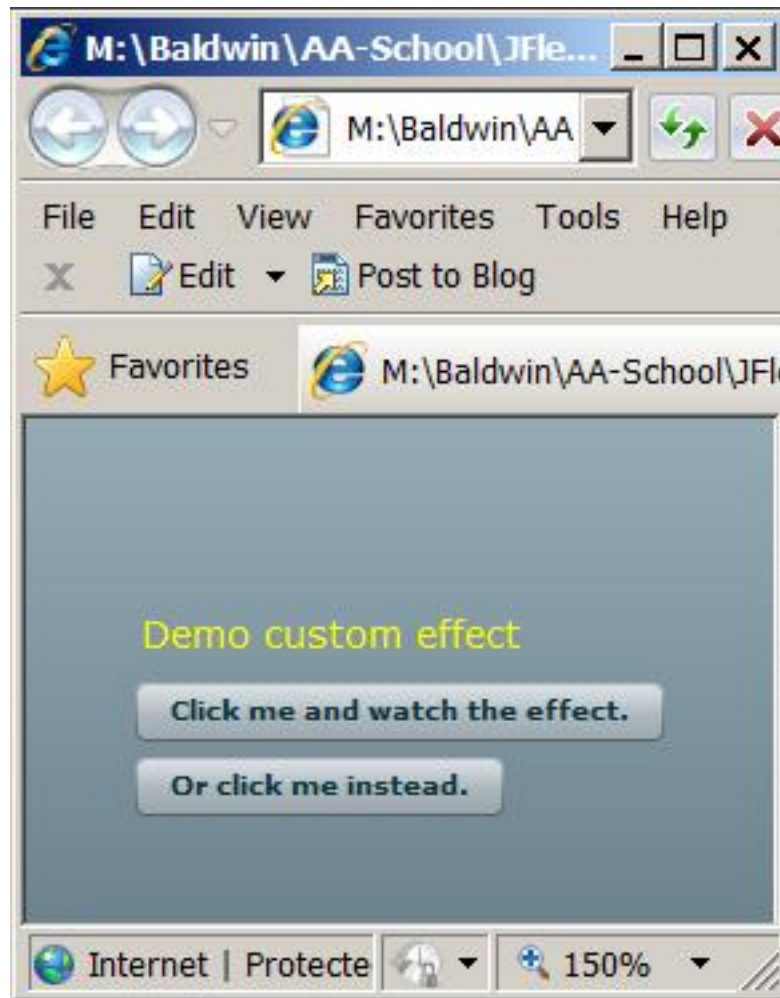 M:\Baldwin\AA-School\JFle...
M:\Baldwin\AA
File Edit View Favorites Tools Help
X Edit Post to Blog
Favorites M:\Baldwin\AA-School\JFl
Demo custom effect
Click me and watch the effect.
Or click me instead.
Internet | Protecte 150%